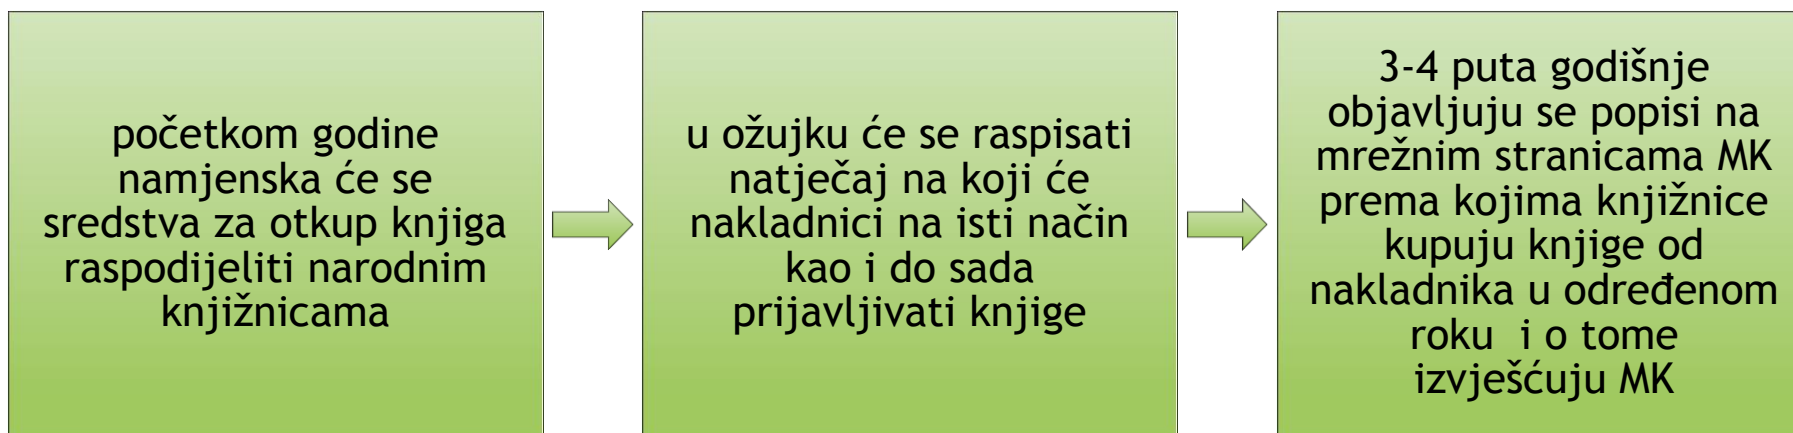 početkom godine
namjenska će se
sredstva za otkup knjiga
raspodijeliti narodnim
knjižnicama
u ožujku će se raspisati
natječaj na koji će
nakladnici na isti način
kao i do sada
prijavljivati knjige
3-4 puta godišnje
objavljuju se popisi na
mrežnim stranicama MK
prema kojima knjižnice
kupuju knjige od
nakladnika u određenom
roku i o tome
izvješćuju MK